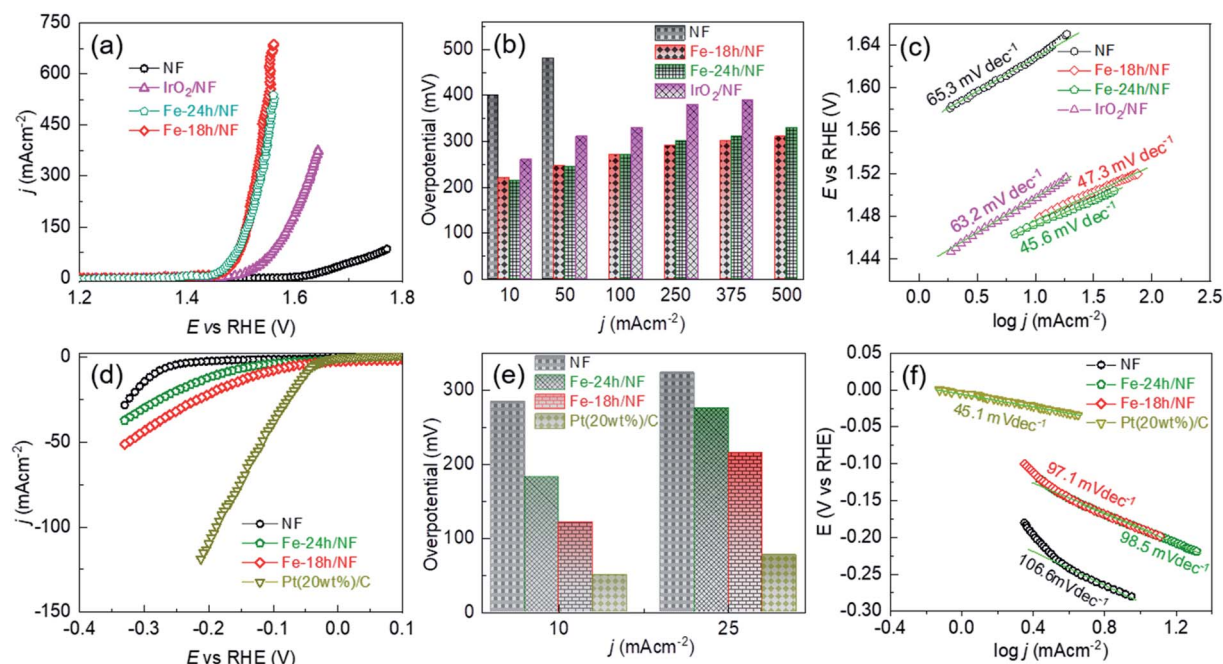 (a)
750
600
450
300
150
0
j (mAcm⁻²)
NF
IrO₂/NF
Fe-24h/NF
Fe-18h/NF
1.2 1.4 1.6 1.8
E vs RHE (V)
(b)
500
400
300
200
100
0
Overpotential (mV)
NF
Fe-18h/NF
Fe-24h/NF
IrO₂/NF
10 50 100 250 375 500
j (mAcm⁻²)
(c)
1.64
1.60
1.56
1.52
1.48
1.44
E vs RHE (V)
NF
Fe-18h/NF
Fe-24h/NF
IrO₂/NF
65.3 mV dec⁻¹
63.2 mV dec⁻¹
47.3 mV dec⁻¹
45.6 mV dec⁻¹
0.0 0.5 1.0 1.5 2.0 2.5
log j (mAcm⁻²)
(d)
0
-50
-100
-150
j (mAcm⁻²)
NF
Fe-24h/NF
Fe-18h/NF
Pt(20wt%)/C
-0.4 -0.3 -0.2 -0.1 0.0 0.1
E vs RHE (V)
(e)
300
200
100
0
Overpotential (mV)
NF
Fe-24h/NF
Fe-18h/NF
Pt(20wt%)/C
10 25
j (mAcm⁻²)
(f)
0.05
0.00
-0.05
-0.10
-0.15
-0.20
-0.25
-0.30
E (V vs RHE)
NF
Fe-24h/NF
Fe-18h/NF
Pt(20wt%)/C
45.1 mVdec⁻¹
97.1 mVdec⁻¹
98.5 mVdec⁻¹
106.6mVdec⁻¹
0.0 0.4 0.8 1.2 1.6
log j (mAcm⁻²)